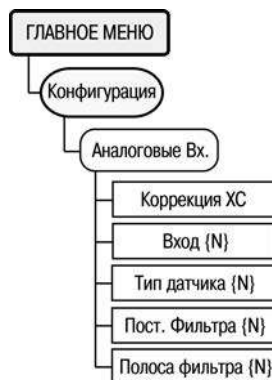 ГЛАВНОЕ МЕНЮ
Конфигурация
Аналоговые Вх.
Коррекция ХС
Вход {N}
Тип датчика {N}
Пост. Фильтра {N}
Полоса фильтра {N}